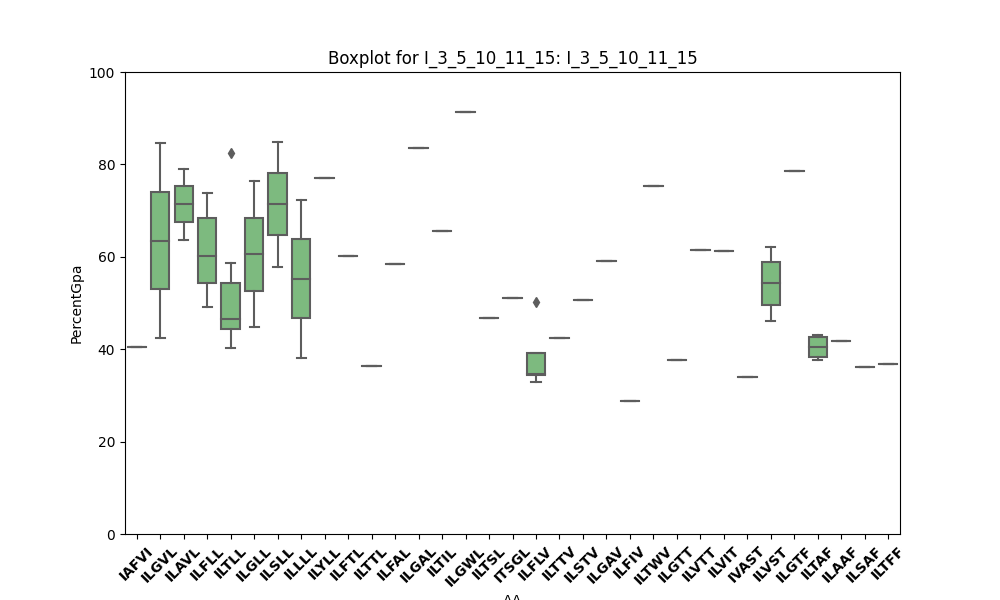 Boxplot for I_3_5_10_11_15: I_3_5_10_11_15
100
80
60
40
20
0
PercentGpa
IAFVI
ILGVL
ILAVL
ILFLL
ILTLL
ILGLL
ILSLL
ILLLL
ILYLL
ILFTL
ILTTL
ILFAL
ILGAL
ILTIL
ILGWL
ILTSL
ITSGL
ILFLV
ILTTV
ILSTV
ILGAV
ILFIV
ILTWV
ILGTT
ILVTT
ILVIT
IVAST
ILVST
ILGTF
ILTAF
ILAAF
ILSAF
ILTFF
AA